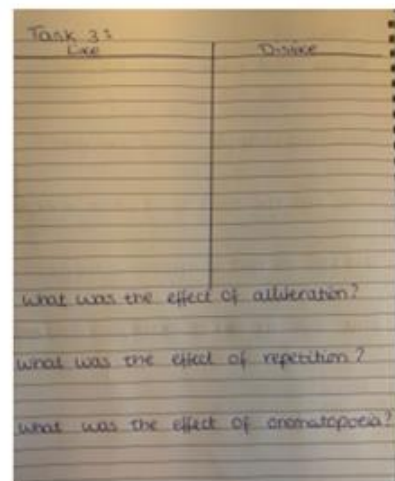 Task 3:
Like Dislike
what was the effect of alliteration?
what was the effect of repetition?
what was the effect of onomatopoeia?